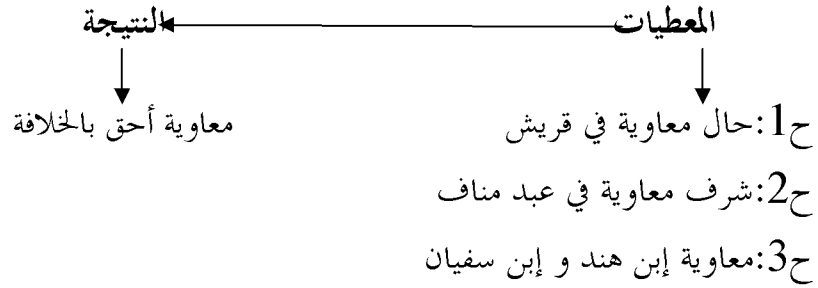 المعطيات النتيجة
ح1:حال معاوية في قريش معاوية أحق بالخلافة
ح2:شرف معاوية في عبد مناف
ح3:معاوية إبن هند و إبن سفيان